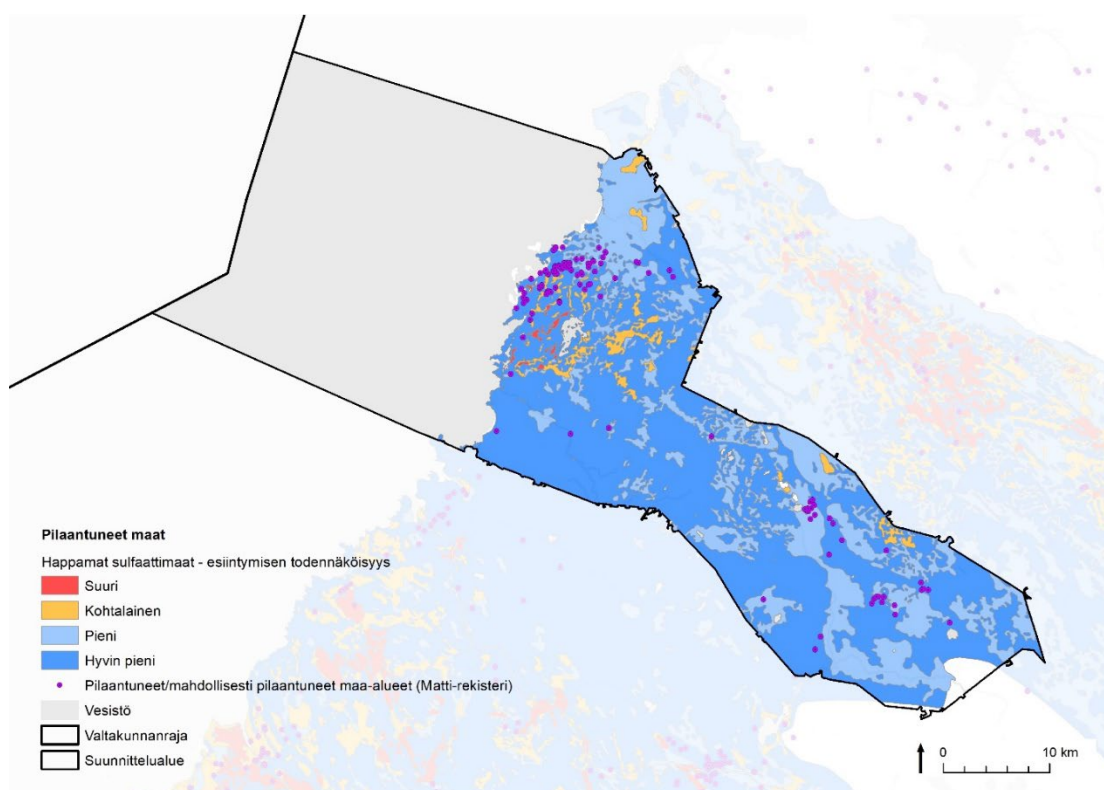 Pilaantuneet maat
Happamat sulfaattimaat - esiintymisen todennäköisyys
Suuri
Kohtalainen
Pieni
Hyvin pieni
Pilaantuneet/mahdollisesti pilaantuneet maa-alueet (Matti-rekisteri)
Vesistö
Valtakunnanraja
Suunnittelualue
0 10 km